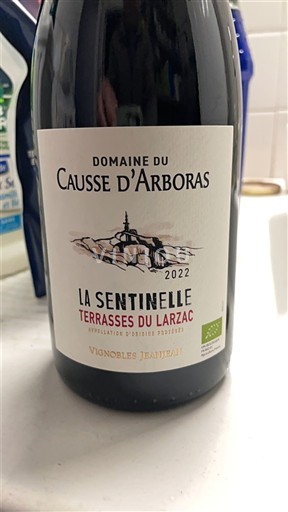 DOMAINE DU
CAUSSE D'ARBORAS
2022
LA SENTINELLE
TERRASSES DU LARZAC
APPELLATION D'ORIGINE PROTÉGÉE
VIGNOBLES JEANJEAN